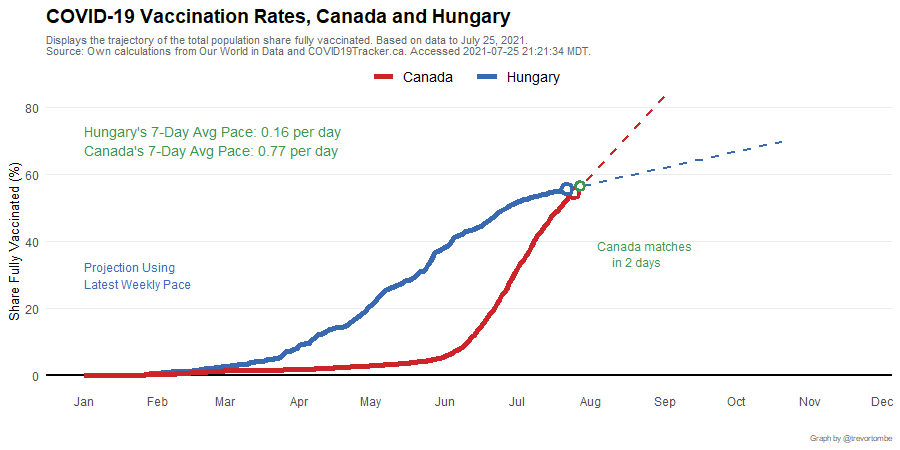 COVID-19 Vaccination Rates, Canada and Hungary
Displays the trajectory of the total population share fully vaccinated. Based on data to July 25, 2021.
Source: Own calculations from Our World in Data and COVID19Tracker.ca. Accessed 2021-07-25 21:21:34 MDT.
Canada Hungary
Share Fully Vaccinated (%)
80
60
40
20
0
Hungary's 7-Day Avg Pace: 0.16 per day
Canada's 7-Day Avg Pace: 0.77 per day
Canada matches
in 2 days
Projection Using
Latest Weekly Pace
Jan Feb Mar Apr May Jun Jul Aug Sep Oct Nov Dec
Graph by @trevortombe